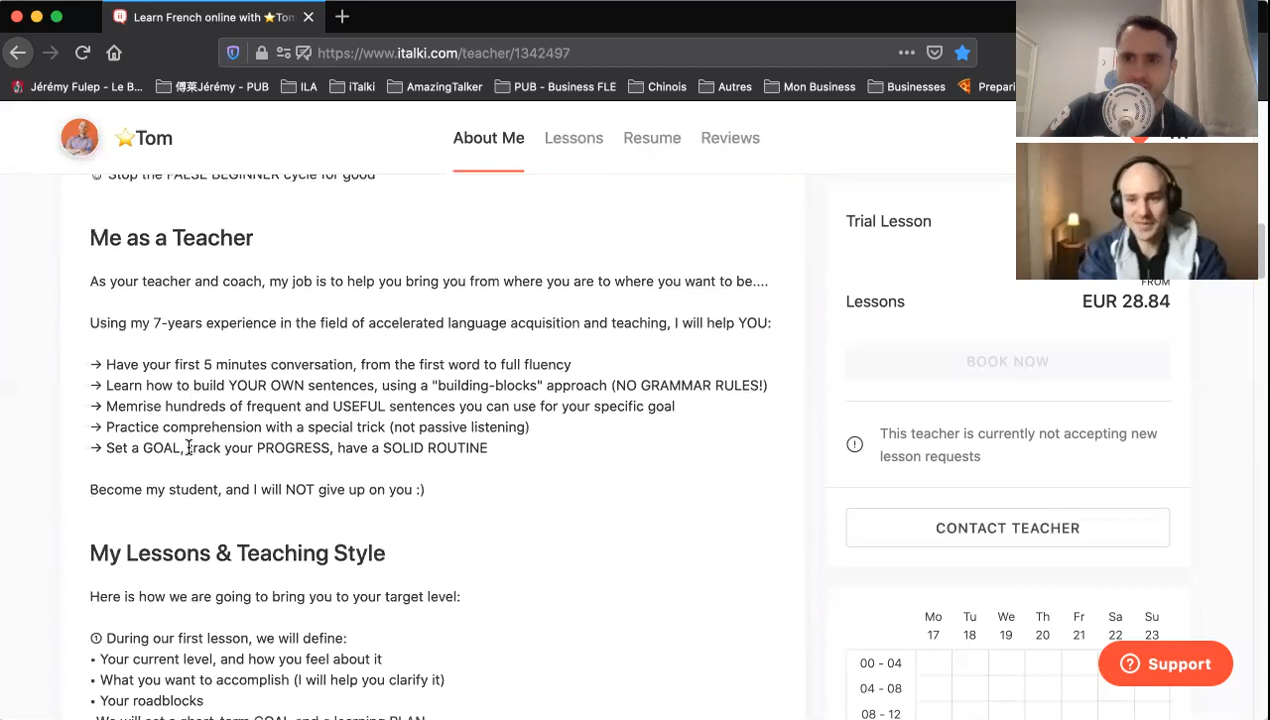 Learn French online with ⭐Tom
https://www.italki.com/teacher/1342497
Jérémy Fulep - Le B...
傅莱Jérémy - PUB
ILA
iTalki
AmazingTalker
PUB - Business FLE
Chinois
Autres
Mon Business
Businesses
Prepari
⭐Tom
About Me
Lessons
Resume
Reviews
Stop the FALSE BEGINNER cycle for good
Me as a Teacher
As your teacher and coach, my job is to help you bring you from where you are to where you want to be....
Using my 7-years experience in the field of accelerated language acquisition and teaching, I will help YOU:
→ Have your first 5 minutes conversation, from the first word to full fluency
→ Learn how to build YOUR OWN sentences, using a "building-blocks" approach (NO GRAMMAR RULES!)
→ Memrise hundreds of frequent and USEFUL sentences you can use for your specific goal
→ Practice comprehension with a special trick (not passive listening)
→ Set a GOAL, track your PROGRESS, have a SOLID ROUTINE
Become my student, and I will NOT give up on you :)
My Lessons & Teaching Style
Here is how we are going to bring you to your target level:
① During our first lesson, we will define:
• Your current level, and how you feel about it
• What you want to accomplish (I will help you clarify it)
• Your roadblocks
We will set a short-term GOAL and a learning PLAN
Trial Lesson
FROM
Lessons EUR 28.84
BOOK NOW
This teacher is currently not accepting new
lesson requests
CONTACT TEACHER
Mo Tu We Th Fr Sa Su
17 18 19 20 21 22 23
00 - 04
04 - 08
08 - 12
Support